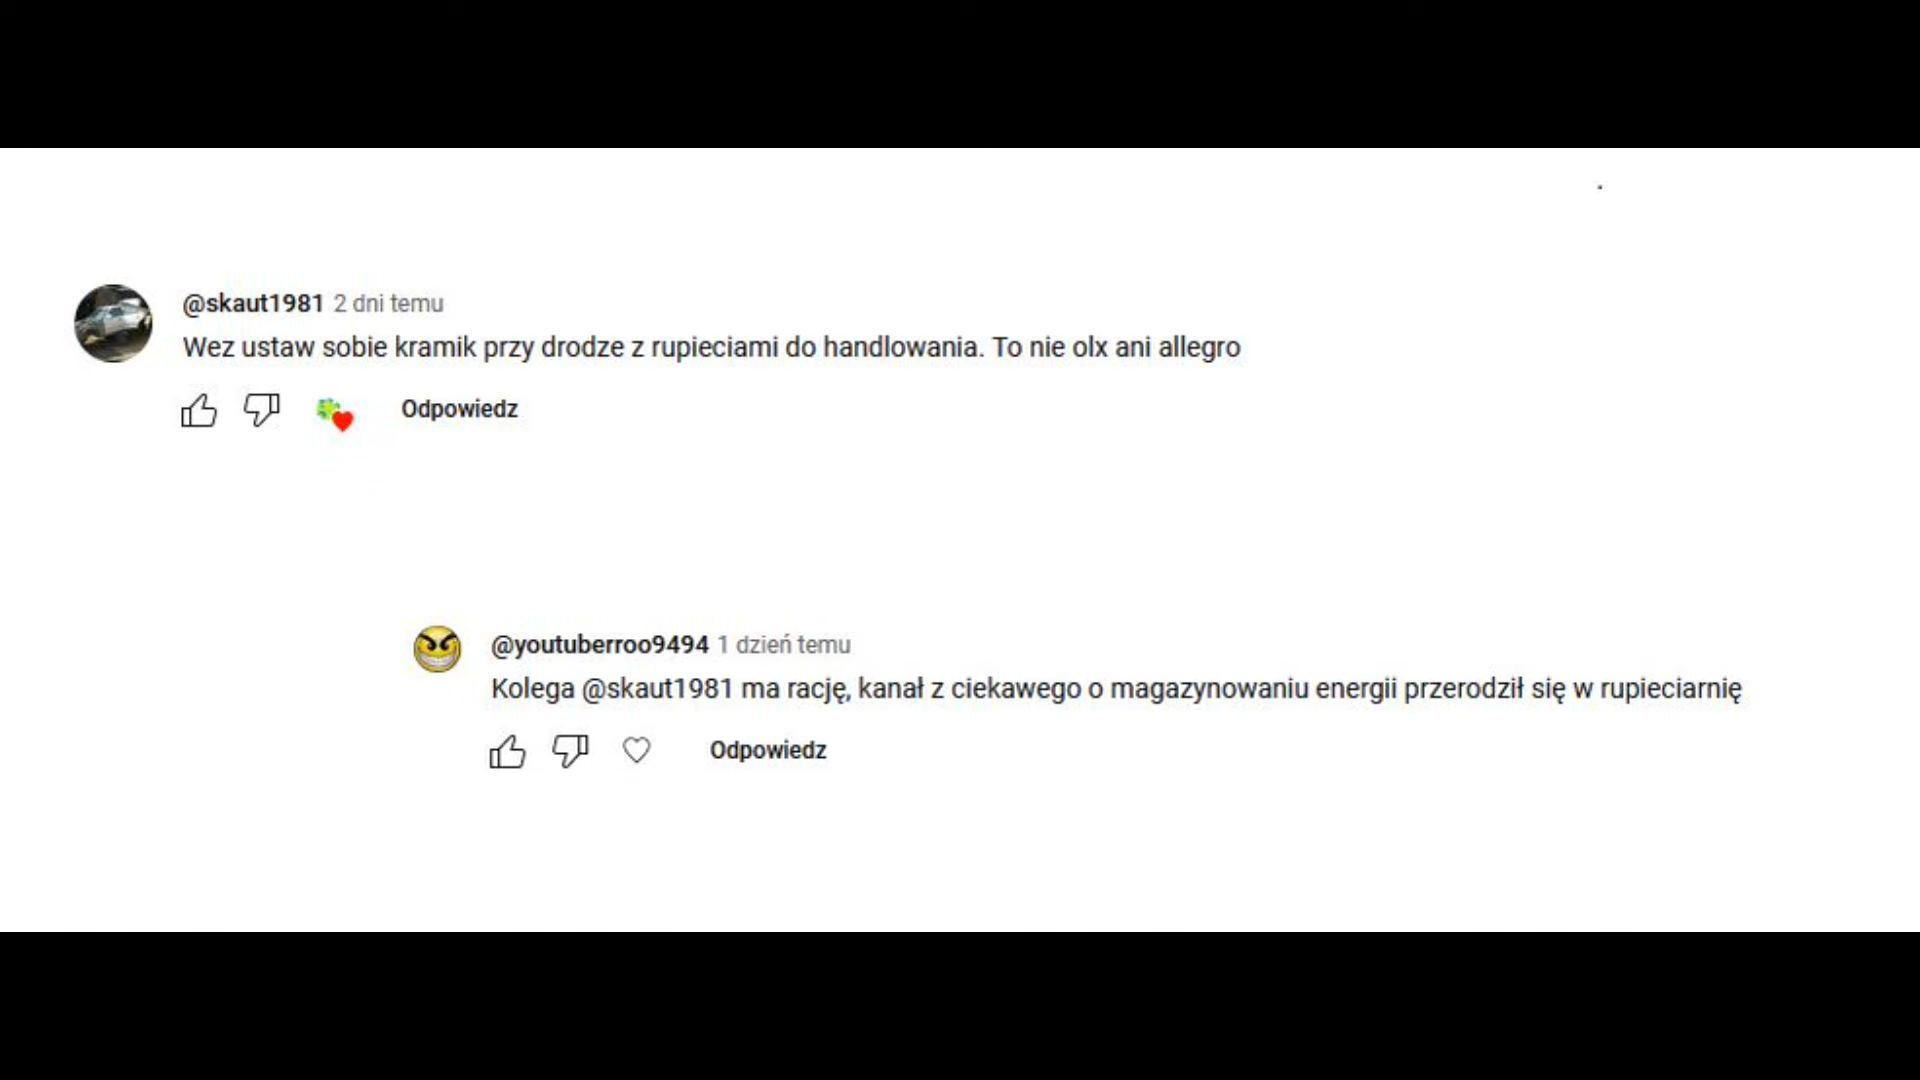 @skaut1981 2 dni temu
Wez ustaw sobie kramik przy drodze z rupieciami do handlowania. To nie olx ani allegro
Odpowiedz
@youtuberroo9494 1 dzień temu
Kolega @skaut1981 ma rację, kanał z ciekawego o magazynowaniu energii przerodził się w rupieciarnię
Odpowiedz